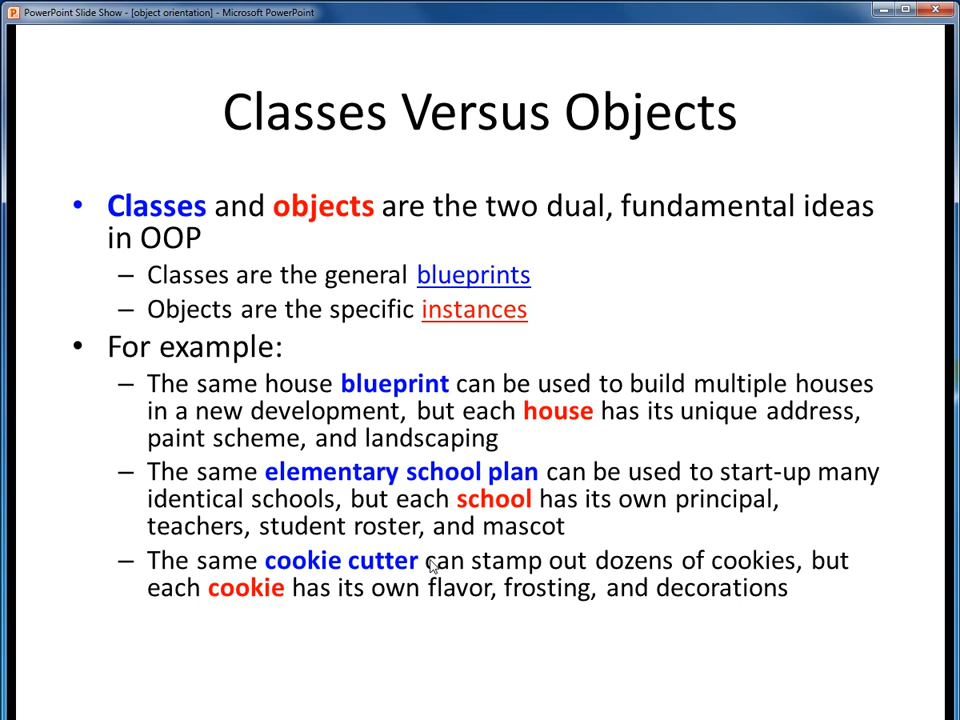 PowerPoint Slide Show - [object orientation] - Microsoft PowerPoint
Classes Versus Objects
• Classes and objects are the two dual, fundamental ideas
in OOP
– Classes are the general blueprints
– Objects are the specific instances
• For example:
– The same house blueprint can be used to build multiple houses
in a new development, but each house has its unique address,
paint scheme, and landscaping
– The same elementary school plan can be used to start-up many
identical schools, but each school has its own principal,
teachers, student roster, and mascot
– The same cookie cutter can stamp out dozens of cookies, but
each cookie has its own flavor, frosting, and decorations